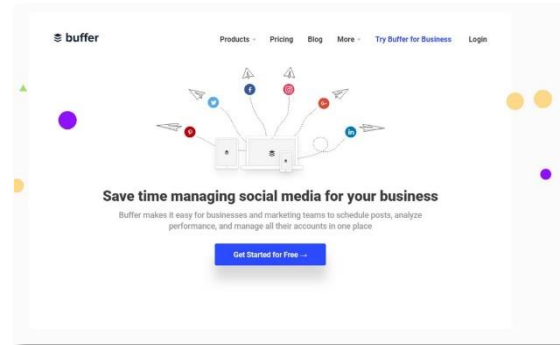 buffer
Products Pricing Blog More Try Buffer for Business Login
Save time managing social media for your business
Buffer makes it easy for businesses and marketing teams to schedule posts, analyze
performance, and manage all their accounts in one place
Get Started for Free →